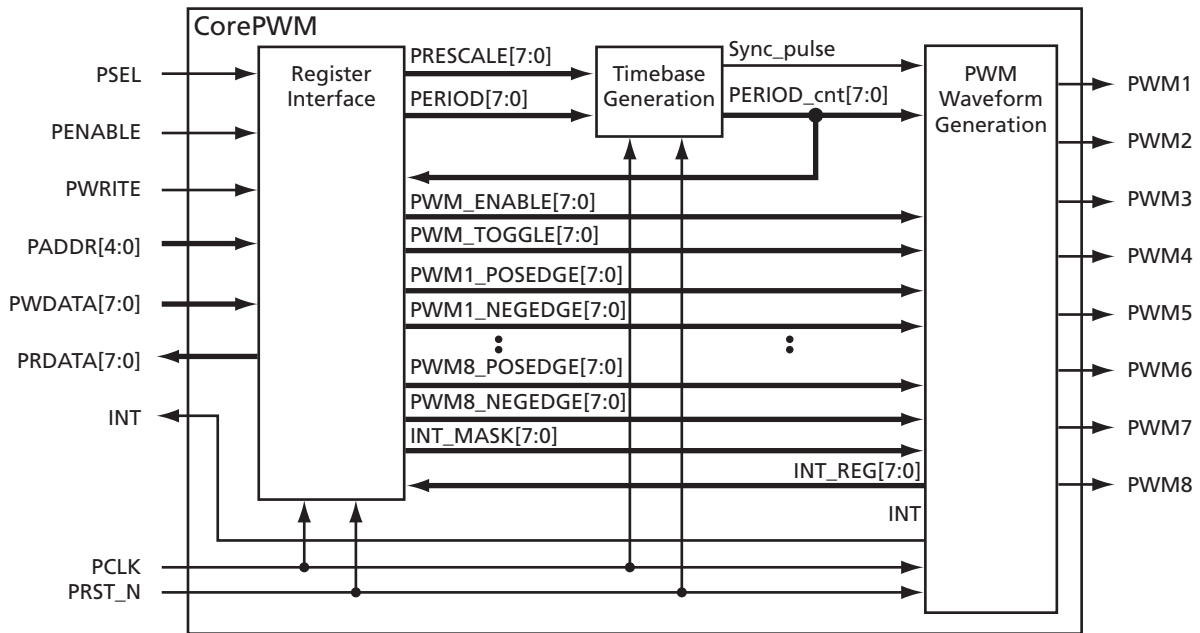 CorePWM
PSEL
PENABLE
PWRITE
PADDR[4:0]
PWDATA[7:0]
PRDATA[7:0]
INT
PCLK
PRST_N
Register
Interface
PRESCALE[7:0]
PERIOD[7:0]
Timebase
Generation
Sync_pulse
PERIOD_cnt[7:0]
PWM_ENABLE[7:0]
PWM_TOGGLE[7:0]
PWM1_POSEDGE[7:0]
PWM1_NEGEDGE[7:0]
PWM8_POSEDGE[7:0]
PWM8_NEGEDGE[7:0]
INT_MASK[7:0]
INT_REG[7:0]
INT
PWM
Waveform
Generation
PWM1
PWM2
PWM3
PWM4
PWM5
PWM6
PWM7
PWM8